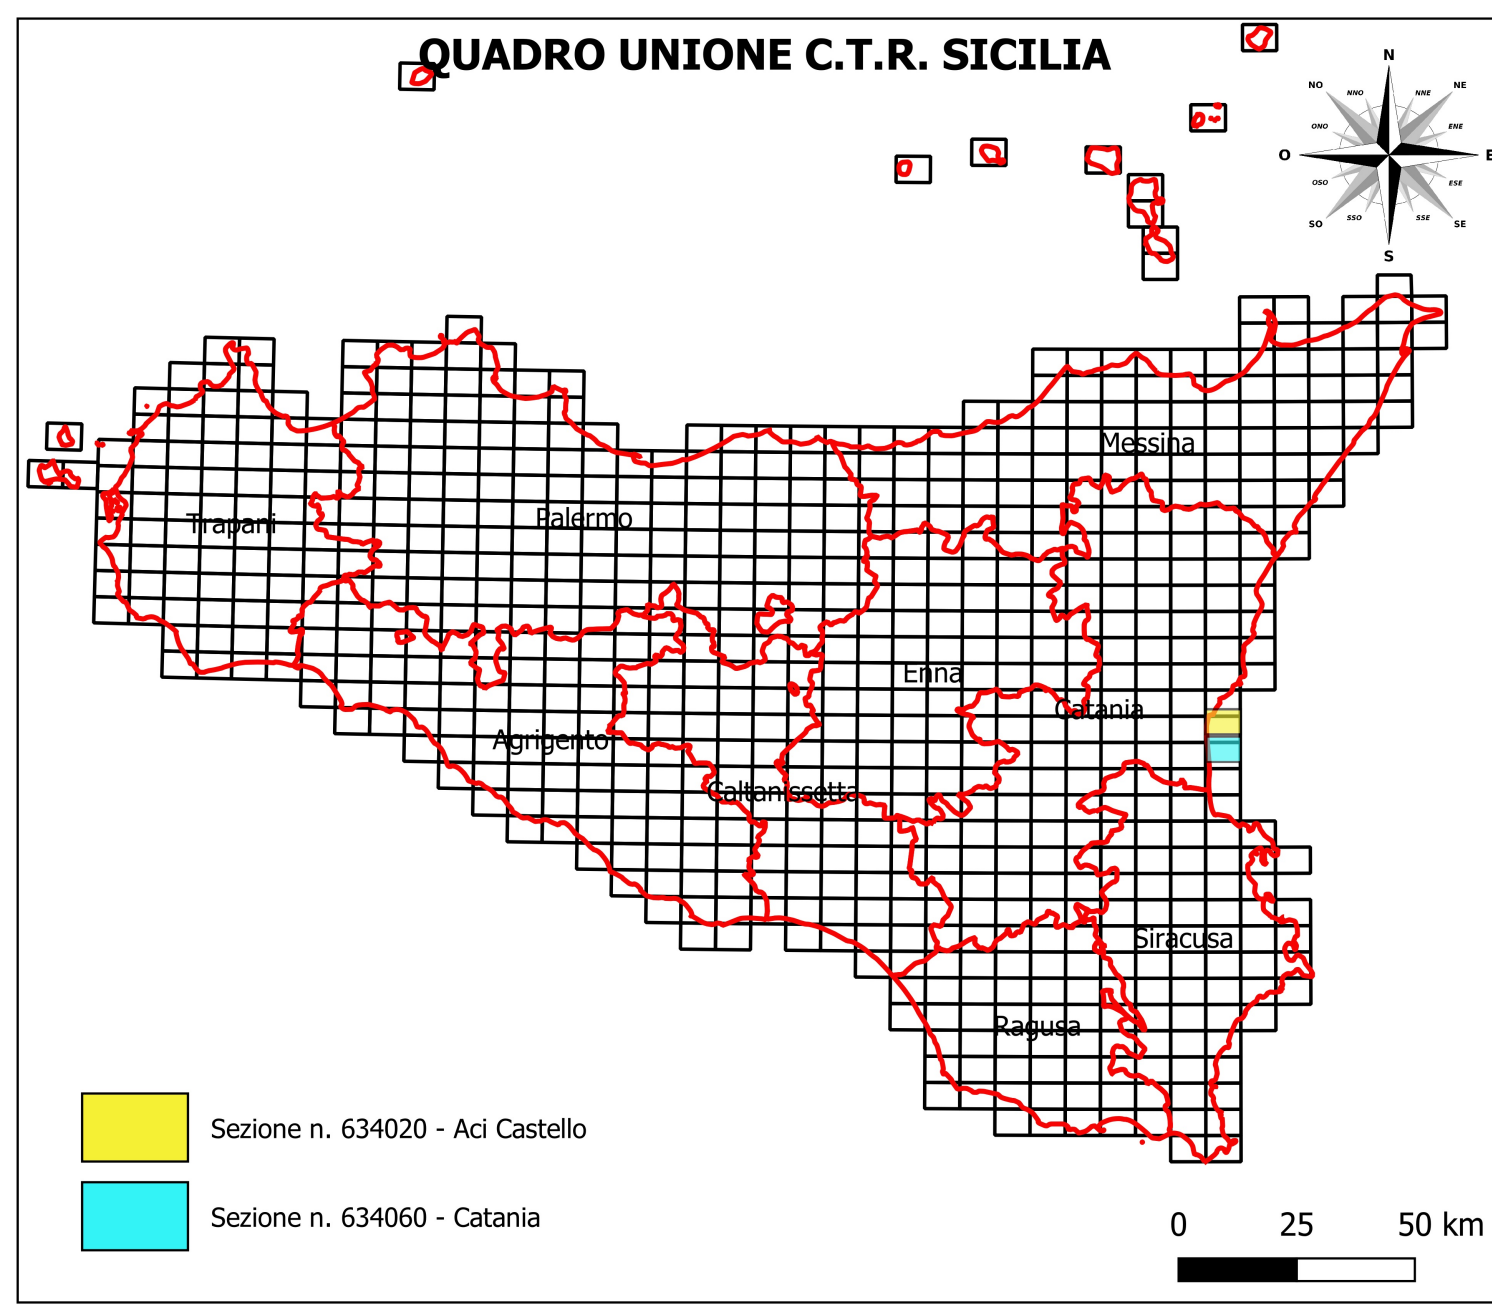 QUADRO UNIONE C.T.R. SICILIA
N
NNO
NNE
NO
NE
ONO
ENE
O
E
OSO
ESE
SO
SE
SSO
SSE
S
Messina
Trapani
Palermo
Enna
Catania
Agrigento
Caltanissetta
Siracusa
Ragusa
Sezione n. 634020 - Aci Castello
Sezione n. 634060 - Catania
0 25 50 km